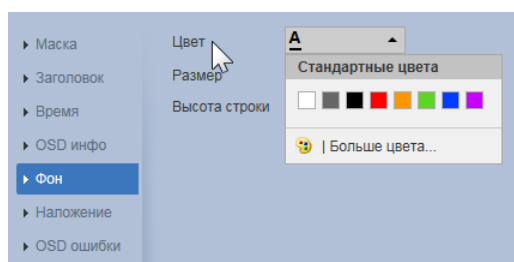 Маска
Заголовок
Время
OSD инфо
Фон
Наложение
OSD ошибки
Цвет
A
Размер
Высота строки
Стандартные цвета
| Больше цвета...